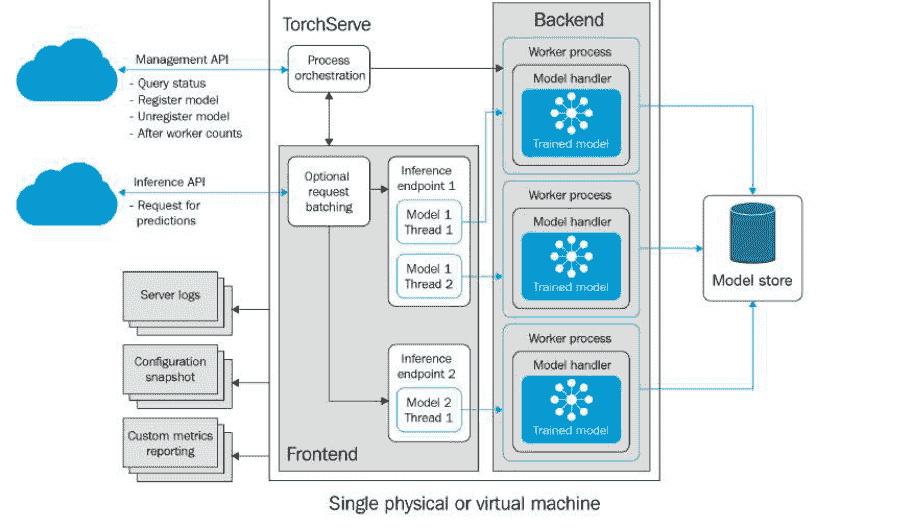 TorchServe
Backend
Management API
- Query status
- Register model
- Unregister model
- After worker counts
Process
orchestration
Worker process
Model handler
Trained model
Inference API
- Request for
predictions
Optional
request
batching
Inference
endpoint 1
Model 1
Thread 1
Model 1
Thread 2
Worker process
Model handler
Trained model
Model store
Server logs
Configuration
snapshot
Custom metrics
reporting
Inference
endpoint 2
Model 2
Thread 1
Worker process
Model handler
Trained model
Frontend
Single physical or virtual machine